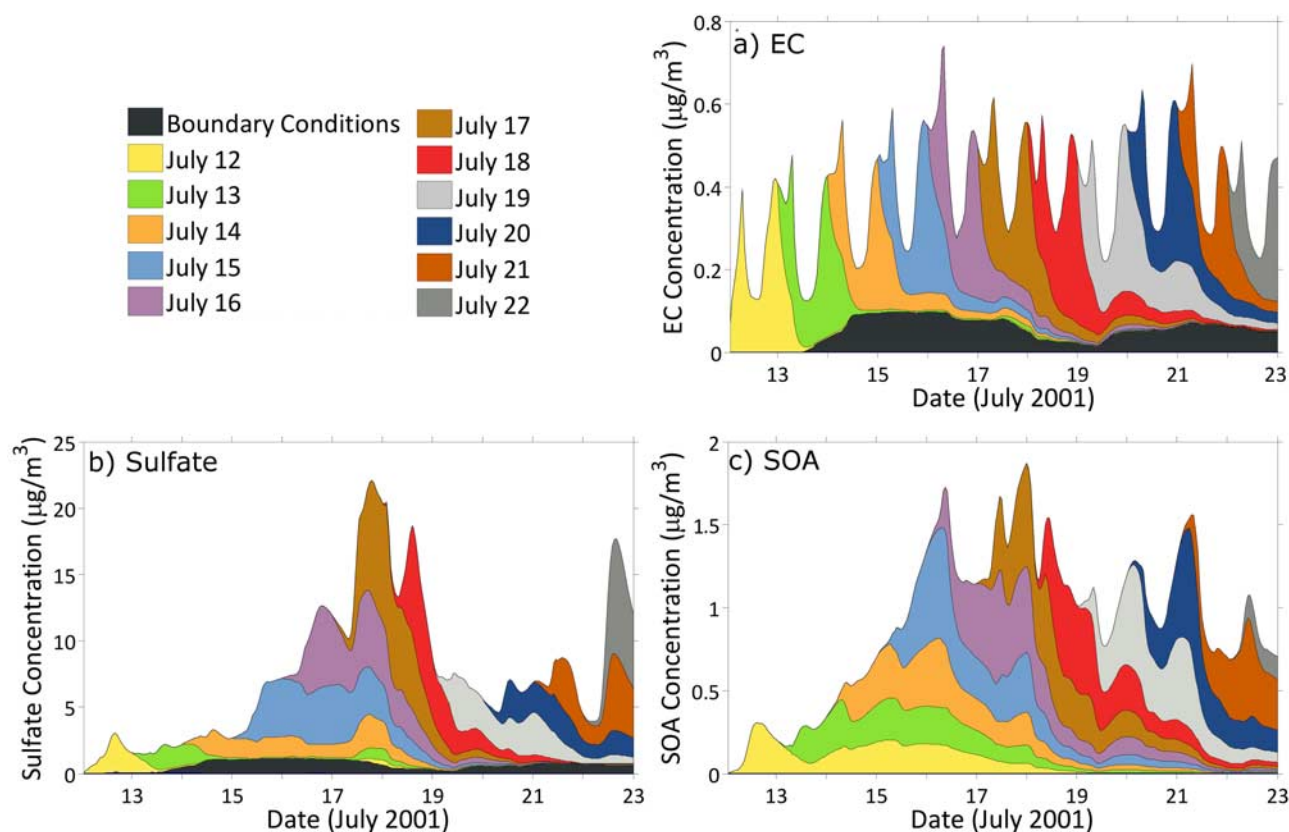 Boundary Conditions
July 12
July 13
July 14
July 15
July 16
July 17
July 18
July 19
July 20
July 21
July 22
a) EC
EC Concentration (µg/m³)
0.8
0.6
0.4
0.2
0
13 15 17 19 21 23
Date (July 2001)
b) Sulfate
Sulfate Concentration (µg/m³)
25
20
15
10
5
0
13 15 17 19 21 23
Date (July 2001)
c) SOA
SOA Concentration (µg/m³)
2
1.5
1
0.5
0
13 15 17 19 21 23
Date (July 2001)